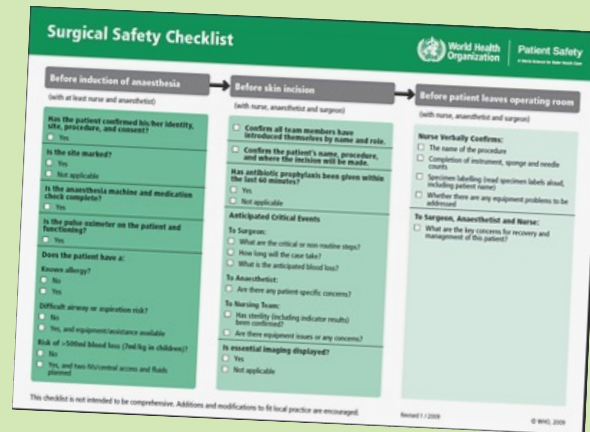 Surgical Safety Checklist
World Health
Organization
Patient Safety
Before induction of anaesthesia
(with at least nurse and anaesthetist)
Has the patient confirmed his/her identity,
site, procedure, and consent?
Yes
Is the site marked?
Yes
Not applicable
Is the anaesthesia machine and medication
check complete?
Yes
Is the pulse oximeter on the patient and
functioning?
Yes
Does the patient have a:
Known allergy?
No
Yes
Difficult airway or aspiration risk?
No
Yes, and equipment/assistance available
Risk of >500ml blood loss (7ml/kg in children)?
No
Yes, and two IVs/central access and fluids
planned
Before skin incision
(with nurse, anaesthetist and surgeon)
Confirm all team members have
introduced themselves by name and role.
Confirm the patient's name, procedure,
and where the incision will be made.
Has antibiotic prophylaxis been given within
the last 60 minutes?
Yes
Not applicable
Anticipated Critical Events
To Surgeon:
What are the critical or non-routine steps?
How long will the case take?
What is the anticipated blood loss?
To Anaesthetist:
Are there any patient-specific concerns?
To Nursing Team:
Has sterility (including indicator results)
been confirmed?
Are there equipment issues or any concerns?
Is essential imaging displayed?
Yes
Not applicable
Before patient leaves operating room
(with nurse, anaesthetist and surgeon)
Nurse Verbally Confirms:
The name of the procedure
Completion of instrument, sponge and needle
counts
Specimen labelling (read specimen labels aloud,
including patient name)
Whether there are any equipment problems to be
addressed
To Surgeon, Anaesthetist and Nurse:
What are the key concerns for recovery and
management of this patient?
This checklist is not intended to be comprehensive. Additions and modifications to fit local practice are encouraged.
Revised 1 / 2009
© WHO, 2009